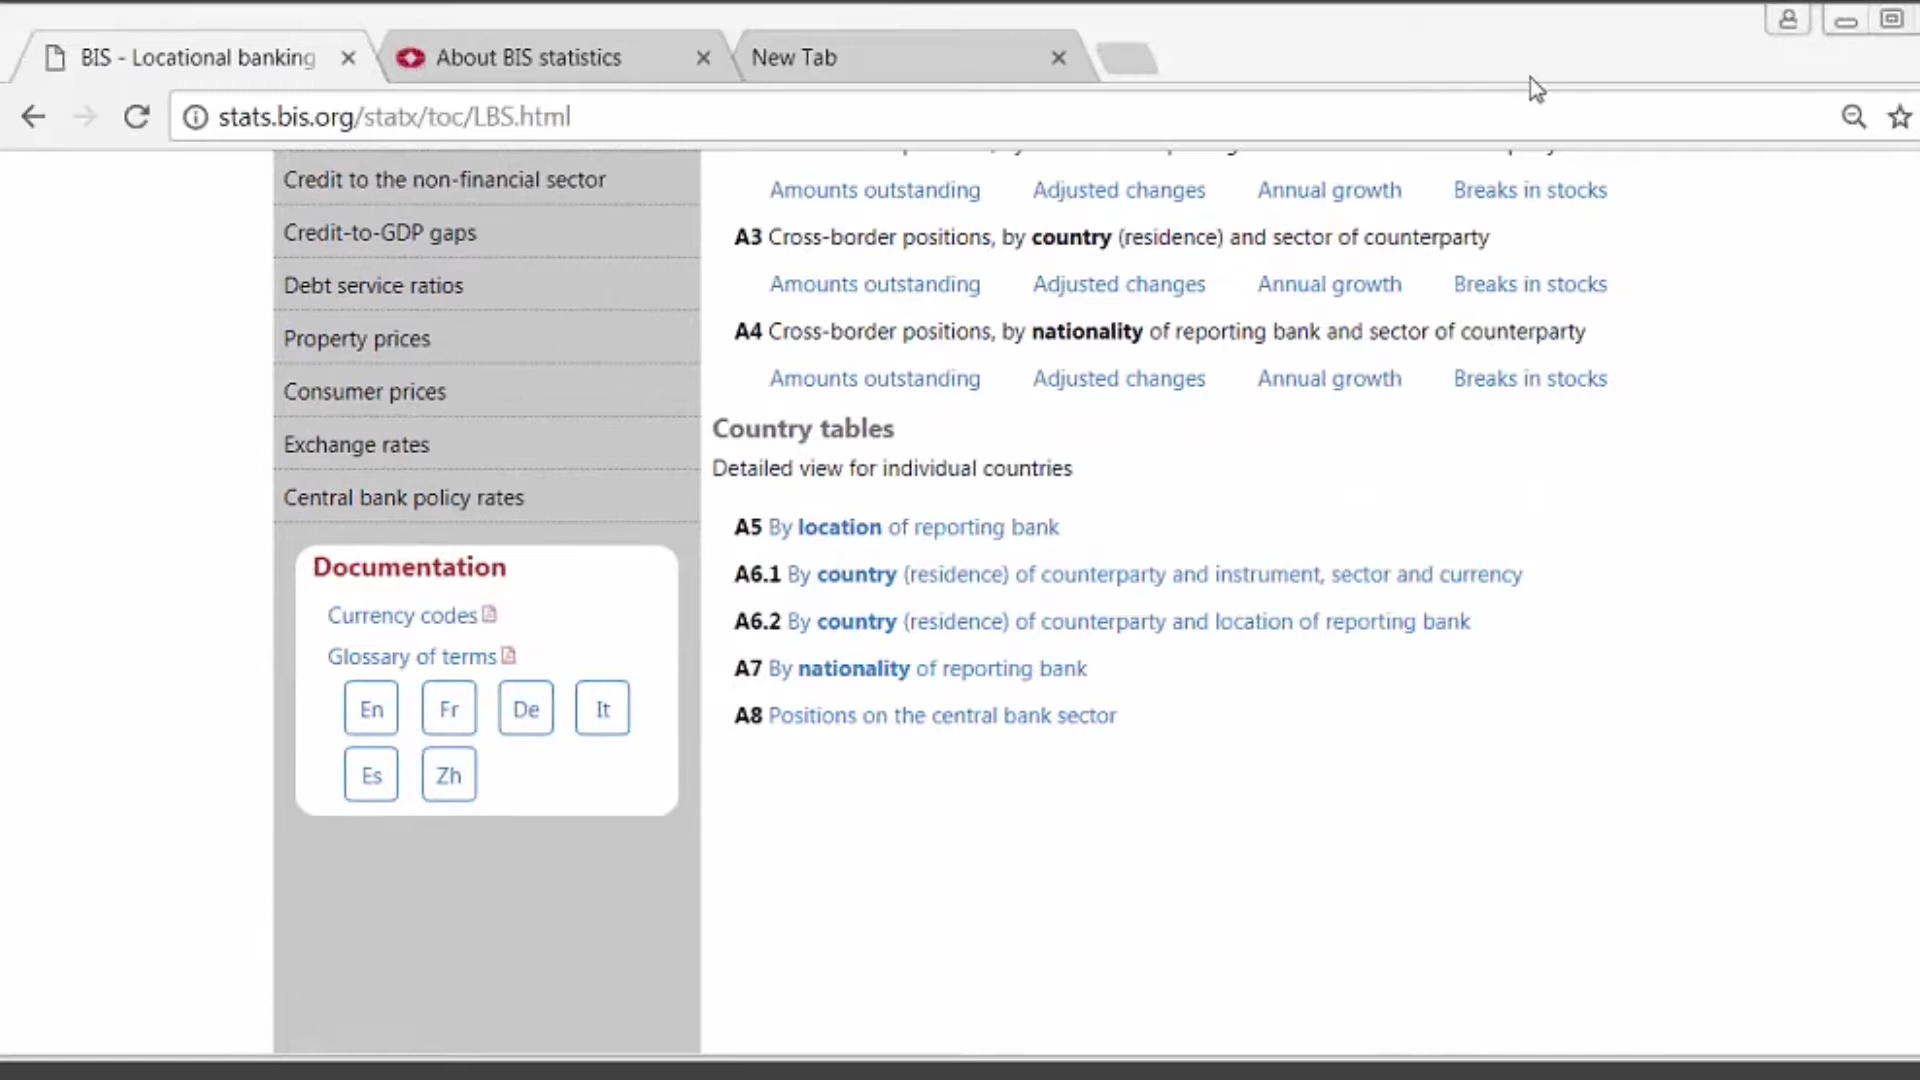 BIS - Locational banking
About BIS statistics
New Tab
stats.bis.org/statx/toc/LBS.html
Credit to the non-financial sector
Credit-to-GDP gaps
Debt service ratios
Property prices
Consumer prices
Exchange rates
Central bank policy rates
Documentation
Currency codes
Glossary of terms
En Fr De It
Es Zh
Amounts outstanding Adjusted changes Annual growth Breaks in stocks
A3 Cross-border positions, by country (residence) and sector of counterparty
Amounts outstanding Adjusted changes Annual growth Breaks in stocks
A4 Cross-border positions, by nationality of reporting bank and sector of counterparty
Amounts outstanding Adjusted changes Annual growth Breaks in stocks
Country tables
Detailed view for individual countries
A5 By location of reporting bank
A6.1 By country (residence) of counterparty and instrument, sector and currency
A6.2 By country (residence) of counterparty and location of reporting bank
A7 By nationality of reporting bank
A8 Positions on the central bank sector